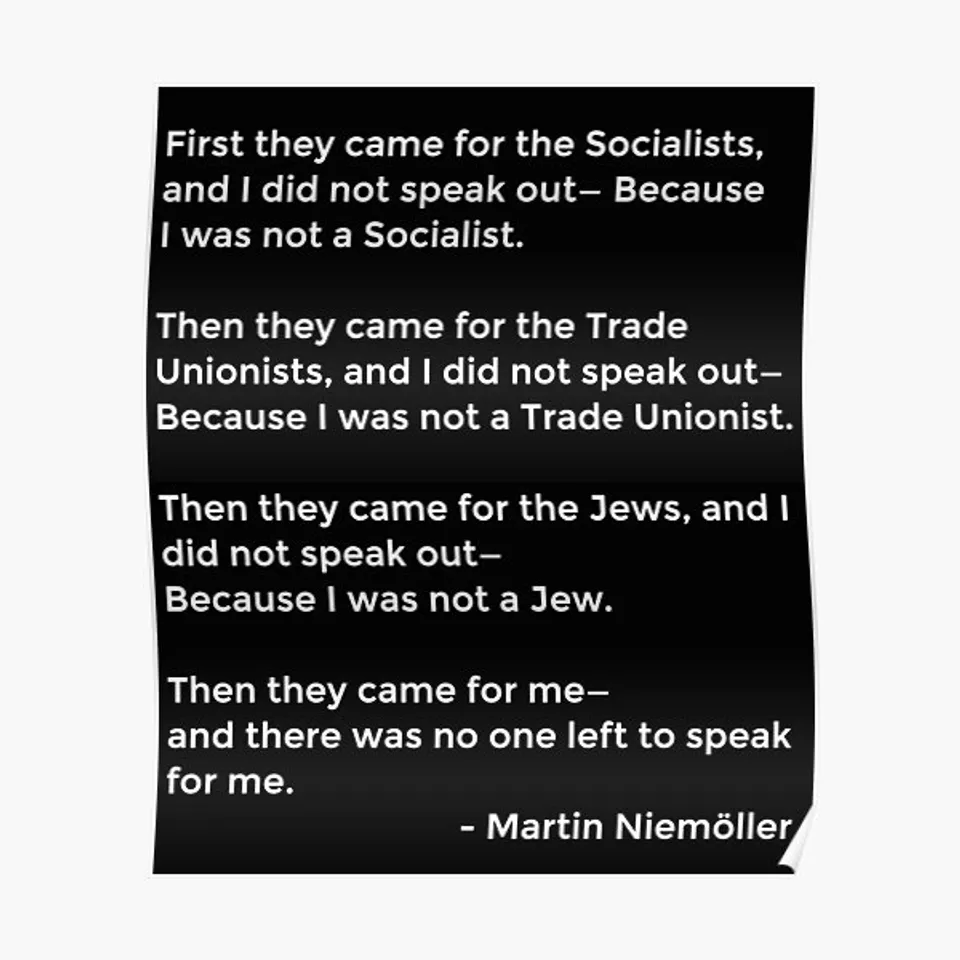 First they came for the Socialists,
and I did not speak out— Because
I was not a Socialist.
Then they came for the Trade
Unionists, and I did not speak out—
Because I was not a Trade Unionist.
Then they came for the Jews, and I
did not speak out—
Because I was not a Jew.
Then they came for me—
and there was no one left to speak
for me.
- Martin Niemöller